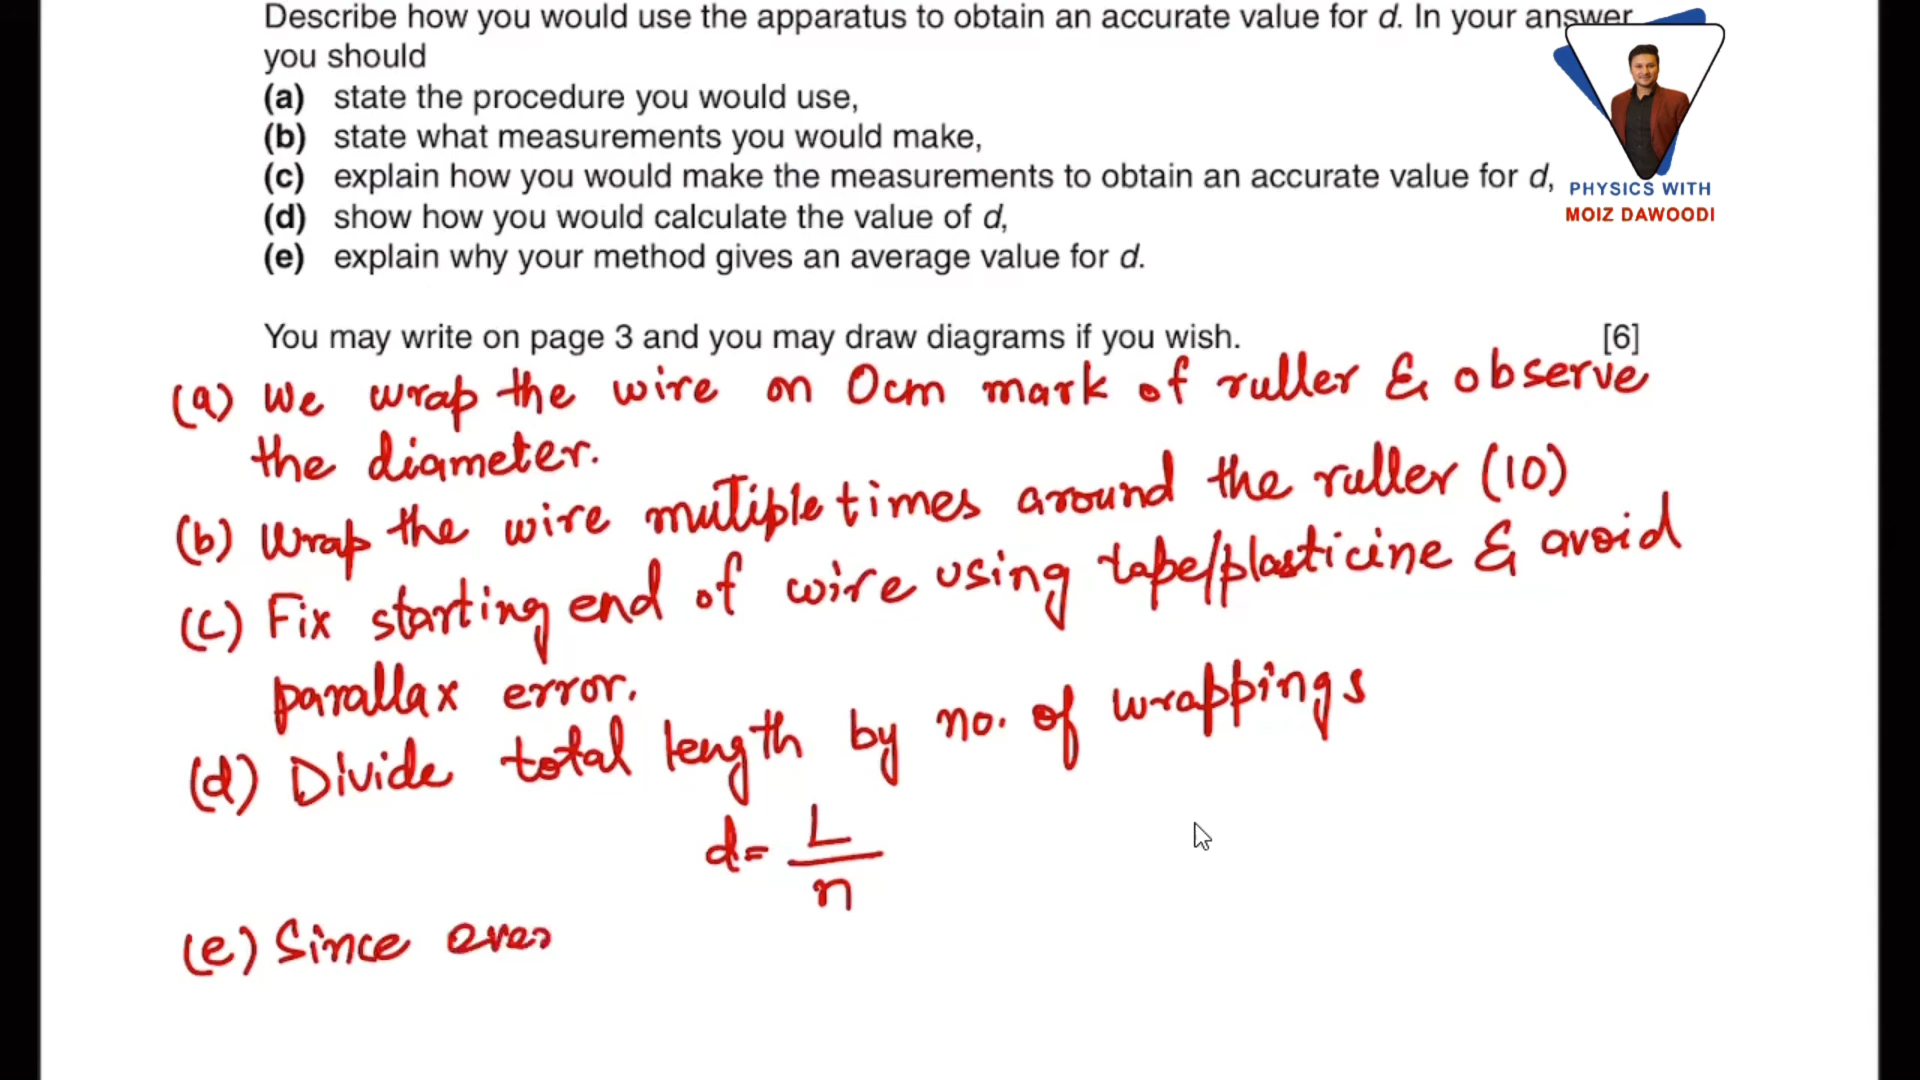 Describe how you would use the apparatus to obtain an accurate value for d. In your answer
you should
(a) state the procedure you would use,
(b) state what measurements you would make,
(c) explain how you would make the measurements to obtain an accurate value for d,
(d) show how you would calculate the value of d,
(e) explain why your method gives an average value for d.
PHYSICS WITH
MOIZ DAWOODI
You may write on page 3 and you may draw diagrams if you wish. [6]
(a) We wrap the wire on 0cm mark of ruller & observe
the diameter.
(b) Wrap the wire mutiple times around the ruller (10)
(c) Fix starting end of wire using tape/plasticine & avoid
parallax error.
(d) Divide total length by no. of wrappings
d = L/n
(e) Since